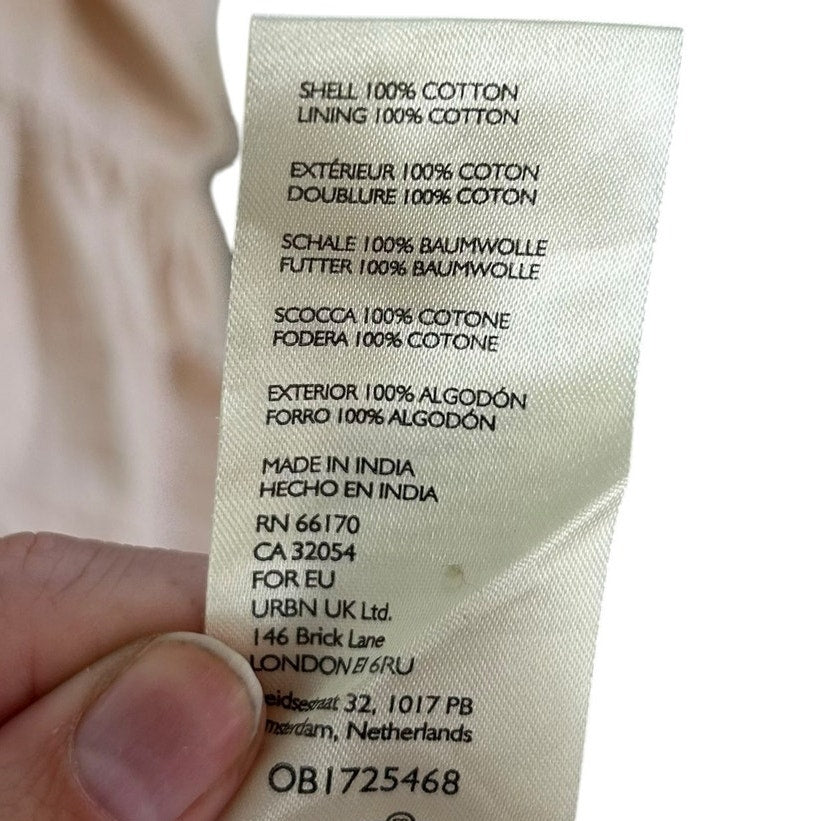 SHELL 100% COTTON
LINING 100% COTTON
EXTÉRIEUR 100% COTON
DOUBLURE 100% COTON
SCHALE 100% BAUMWOLLE
FUTTER 100% BAUMWOLLE
SCOCCA 100% COTONE
FODERA 100% COTONE
EXTERIOR 100% ALGODÓN
FORRO 100% ALGODÓN
MADE IN INDIA
HECHO EN INDIA
RN 66170
CA 32054
FOR EU
URBN UK Ltd.
146 Brick Lane
LONDON E1 6RU
32, 1017 PB
Netherlands
OB1725468